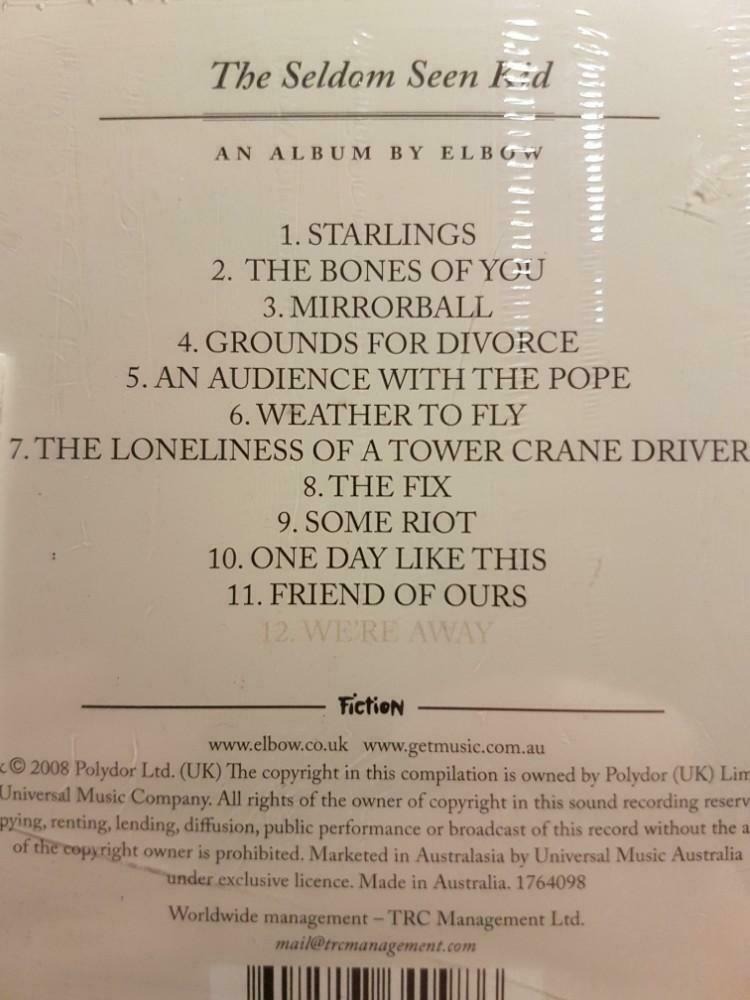 The Seldom Seen Kid
AN ALBUM BY ELBOW
1. STARLINGS
2. THE BONES OF YOU
3. MIRRORBALL
4. GROUNDS FOR DIVORCE
5. AN AUDIENCE WITH THE POPE
6. WEATHER TO FLY
7. THE LONELINESS OF A TOWER CRANE DRIVER
8. THE FIX
9. SOME RIOT
10. ONE DAY LIKE THIS
11. FRIEND OF OURS
12. WE'RE AWAY
Fiction
www.elbow.co.uk www.getmusic.com.au
© 2008 Polydor Ltd. (UK) The copyright in this compilation is owned by Polydor (UK) Lim
Universal Music Company. All rights of the owner of copyright in this sound recording reserv
pying, renting, lending, diffusion, public performance or broadcast of this record without the a
of the copyright owner is prohibited. Marketed in Australasia by Universal Music Australia
under exclusive licence. Made in Australia. 1764098
Worldwide management – TRC Management Ltd.
mail@trcmanagement.com